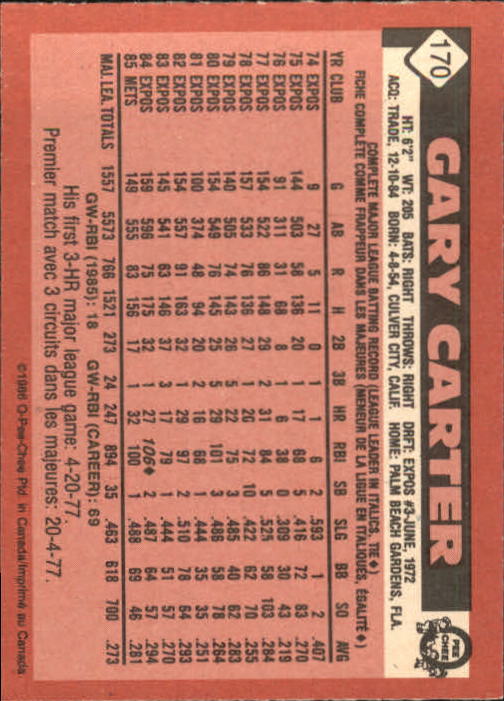 170
GARY CARTER
O PEE CHEE
HT: 6'2" WT: 205 BATS: RIGHT THROWS: RIGHT DRFT: EXPOS #3-JUNE, 1972
ACQ: TRADE, 12-10-84 BORN: 4-8-54, CULVER CITY, CALIF. HOME: PALM BEACH GARDENS, FLA.
COMPLETE MAJOR LEAGUE BATTING RECORD (LEAGUE LEADER IN ITALICS, TIE♦)
FICHE COMPLÈTE COMME FRAPPEUR DANS LES MAJEURES (MENEUR DE LA LIGUE EN ITALIQUES, ÉGALITÉ♦)
YR CLUB G AB R H 2B 3B HR RBI SB SLG BB SO AVG
74 EXPOS 9 27 5 11 0 1 1 6 2 .593 1 2 .407
75 EXPOS 144 503 58 136 20 1 17 68 5 .416 72 83 .270
76 EXPOS 91 311 31 68 8 1 6 38 0 .309 30 43 .219
77 EXPOS 154 522 86 148 29 2 31 84 5 .525 58 103 .284
78 EXPOS 157 533 76 136 27 1 20 72 10 .422 62 70 .255
79 EXPOS 140 505 74 143 26 5 22 75 3 .485 40 62 .283
80 EXPOS 154 549 76 145 25 5 29 101 3 .486 58 78 .264
81 EXPOS 100 374 48 94 20 2 16 68 1 .444 35 35 .251
82 EXPOS 154 557 91 163 32 1 29 97 2 .510 78 64 .293
83 EXPOS 145 541 63 146 37 3 17 79 1 .444 51 57 .270
84 EXPOS 159 596 75 175 32 1 27 106♦ 2 .487 64 57 .294
85 METS 149 555 83 156 17 1 32 100 1 .488 69 46 .281
MAJ. LEA. TOTALS 1557 5573 766 1521 273 24 247 894 35 .463 618 700 .273
GW-RBI (1985): 18 GW-RBI (CAREER): 69
His first 3-HR major league game: 4-20-77.
Premier match avec 3 circuits dans les majeures: 20-4-77.
©1986 O-Pee-Chee Ptd. in Canada/Imprimé au Canada